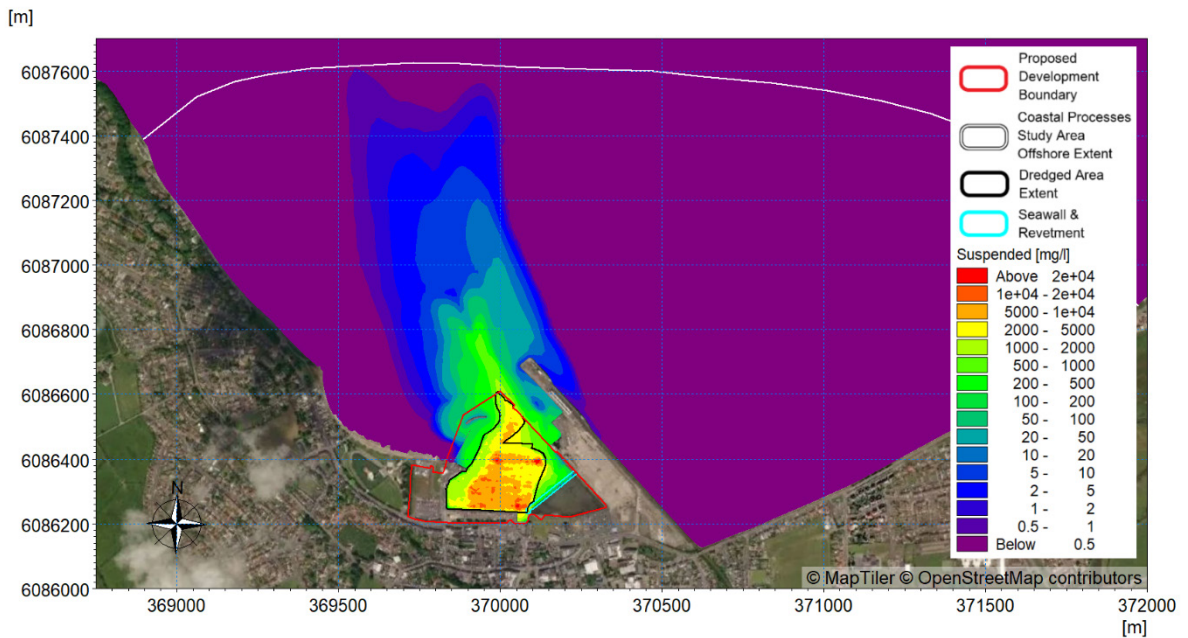 [m]
6087600
6087400
6087200
6087000
6086800
6086600
6086400
6086200
6086000
369000 369500 370000 370500 371000 371500 372000
[m]
N
Proposed
Development
Boundary
Coastal Processes
Study Area
Offshore Extent
Dredged Area
Extent
Seawall &
Revetment
Suspended [mg/l]
Above 2e+04
1e+04 - 2e+04
5000 - 1e+04
2000 - 5000
1000 - 2000
500 - 1000
200 - 500
100 - 200
50 - 100
20 - 50
10 - 20
5 - 10
2 - 5
1 - 2
0.5 - 1
Below 0.5
© MapTiler © OpenStreetMap contributors